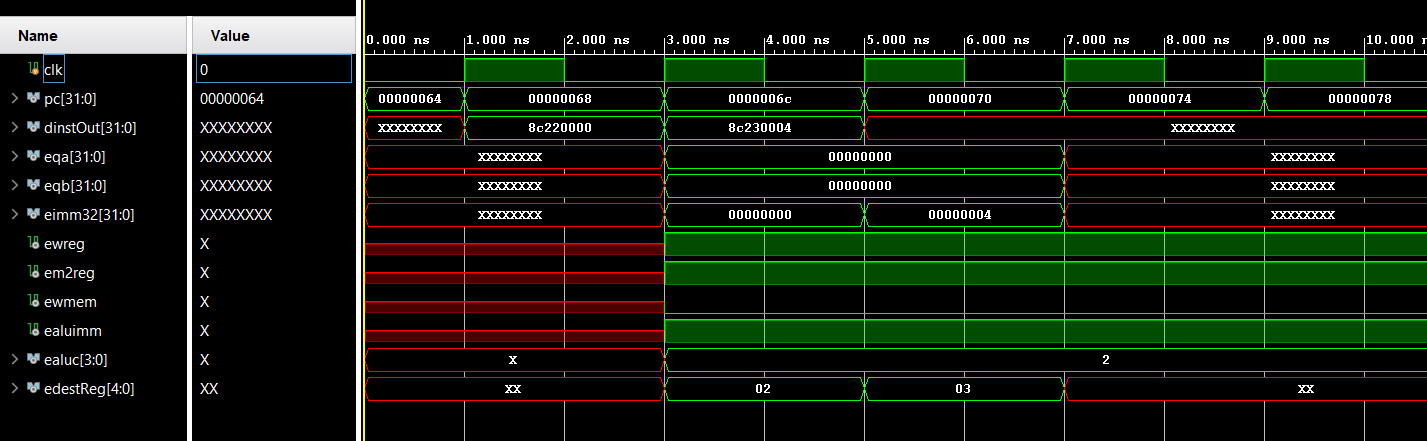 Name Value
0.000 ns 1.000 ns 2.000 ns 3.000 ns 4.000 ns 5.000 ns 6.000 ns 7.000 ns 8.000 ns 9.000 ns 10.000
clk 0
pc[31:0] 00000064 00000064 00000068 0000006c 00000070 00000074 00000078
dinstOut[31:0] XXXXXXXX XXXXXXXX 8c220000 8c230004 XXXXXXXX
eqa[31:0] XXXXXXXX XXXXXXXX 00000000 XXXXXXXX
eqb[31:0] XXXXXXXX XXXXXXXX 00000000 XXXXXXXX
eimm32[31:0] XXXXXXXX XXXXXXXX 00000000 00000004 XXXXXXXX
ewreg X
em2reg X
ewmem X
ealuimm X
ealuc[3:0] X X 2
edestReg[4:0] XX XX 02 03 XX